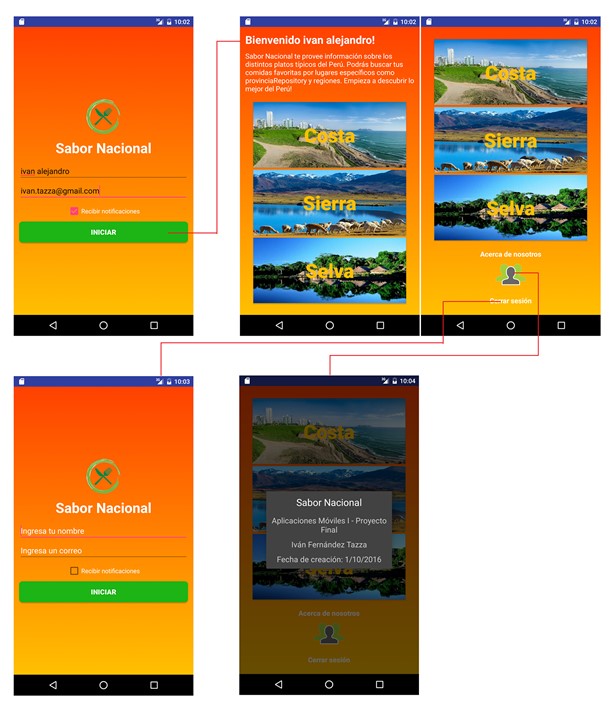 10:02
Sabor Nacional
ivan alejandro
ivan.tazza@gmail.com
Recibir notificaciones
INICIAR
10:02
Bienvenido ivan alejandro!
Sabor Nacional te provee información sobre los
distintos platos típicos del Perú. Podrás buscar tus
comidas favoritas por lugares específicos como
provinciaRepository y regiones. Empieza a descubrir lo
mejor del Perú!
Costa
Sierra
Selva
10:02
Costa
Sierra
Selva
Acerca de nosotros
Cerrar sesión
10:03
Sabor Nacional
Ingresa tu nombre
Ingresa un correo
Recibir notificaciones
INICIAR
10:04
Costa
Sabor Nacional
Aplicaciones Móviles I - Proyecto
Final
Iván Fernández Tazza
Fecha de creación: 1/10/2016
Selva
Acerca de nosotros
Cerrar sesión